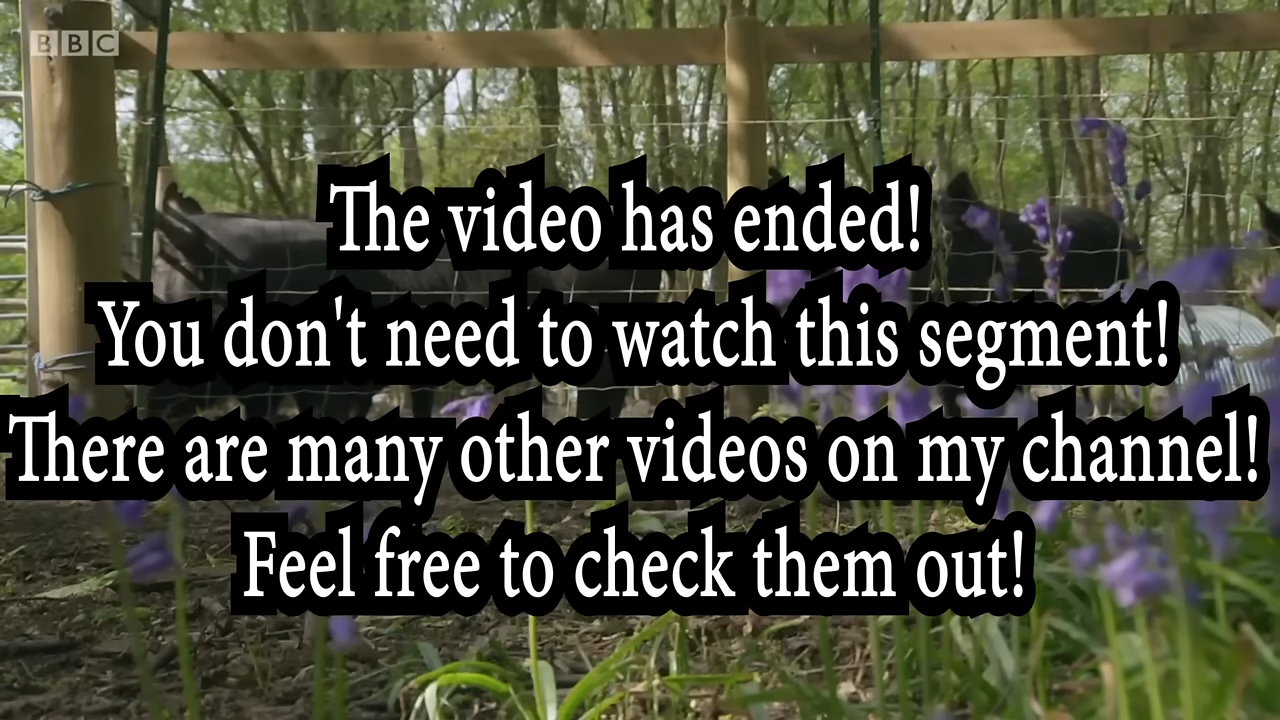 BBC
The video has ended!
You don't need to watch this segment!
There are many other videos on my channel!
Feel free to check them out!